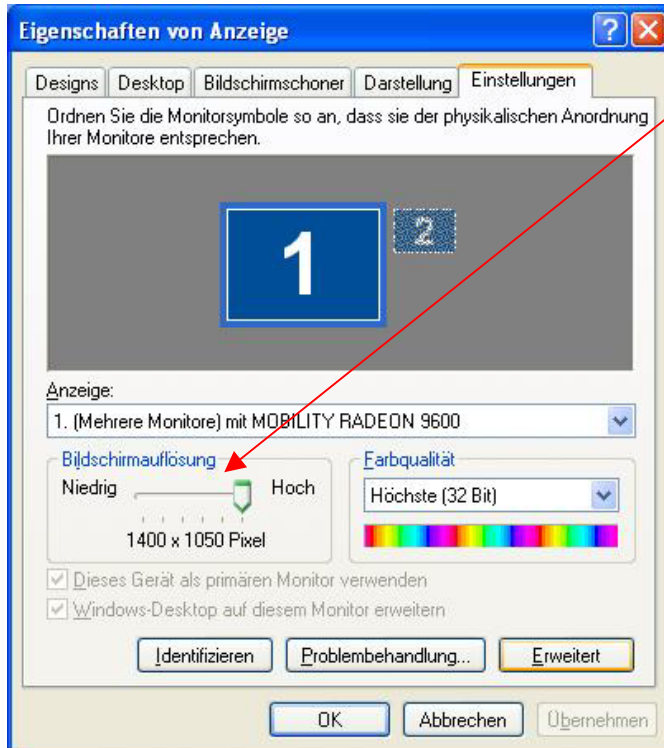 Eigenschaften von Anzeige
Designs Desktop Bildschirmschoner Darstellung Einstellungen
Ordnen Sie die Monitorsymbole so an, dass sie der physikalischen Anordnung
Ihrer Monitore entsprechen.
1 2
Anzeige:
1. (Mehrere Monitore) mit MOBILITY RADEON 9600
Bildschirmauflösung
Niedrig Hoch
1400 x 1050 Pixel
Farbqualität
Höchste (32 Bit)
Dieses Gerät als primären Monitor verwenden
Windows-Desktop auf diesem Monitor erweitern
Identifizieren Problembehandlung... Erweitert
OK Abbrechen Übernehmen